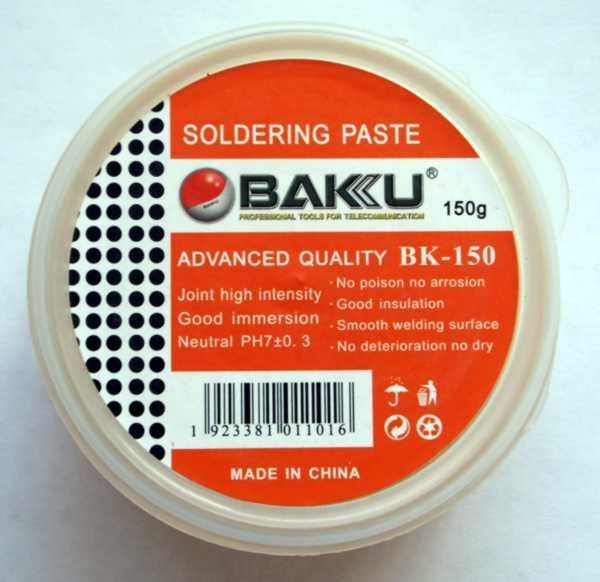 SOLDERING PASTE
BAKU®
PROFESSIONAL TOOLS FOR TELECOMMUNICATION
150g
ADVANCED QUALITY BK-150
Joint high intensity
Good immersion
Neutral PH7±0.3
· No poison no arrosion
· Good insulation
· Smooth welding surface
· No deterioration no dry
1 923381 011016
MADE IN CHINA